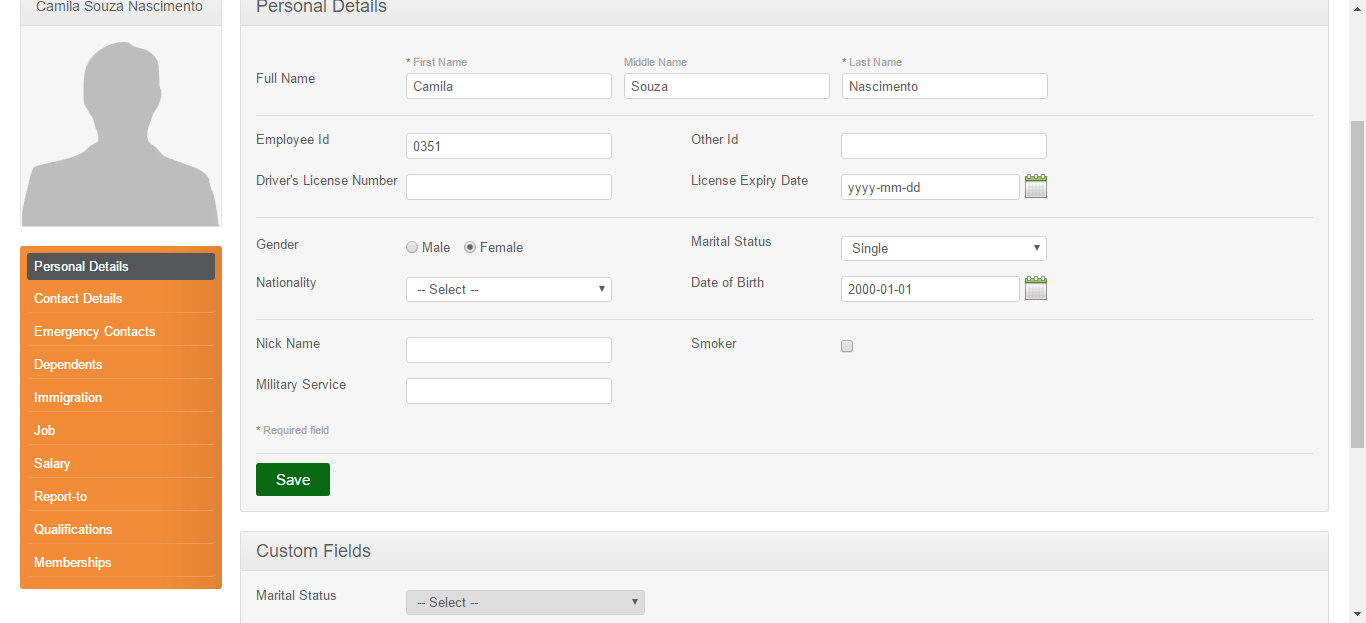 Camila Souza Nascimento
Personal Details
Contact Details
Emergency Contacts
Dependents
Immigration
Job
Salary
Report-to
Qualifications
Memberships
Personal Details
* First Name Middle Name * Last Name
Full Name Camila Souza Nascimento
Employee Id 0351 Other Id
Driver's License Number License Expiry Date yyyy-mm-dd
Gender Male Female Marital Status Single
Nationality -- Select -- Date of Birth 2000-01-01
Nick Name Smoker
Military Service
* Required field
Save
Custom Fields
Marital Status -- Select --